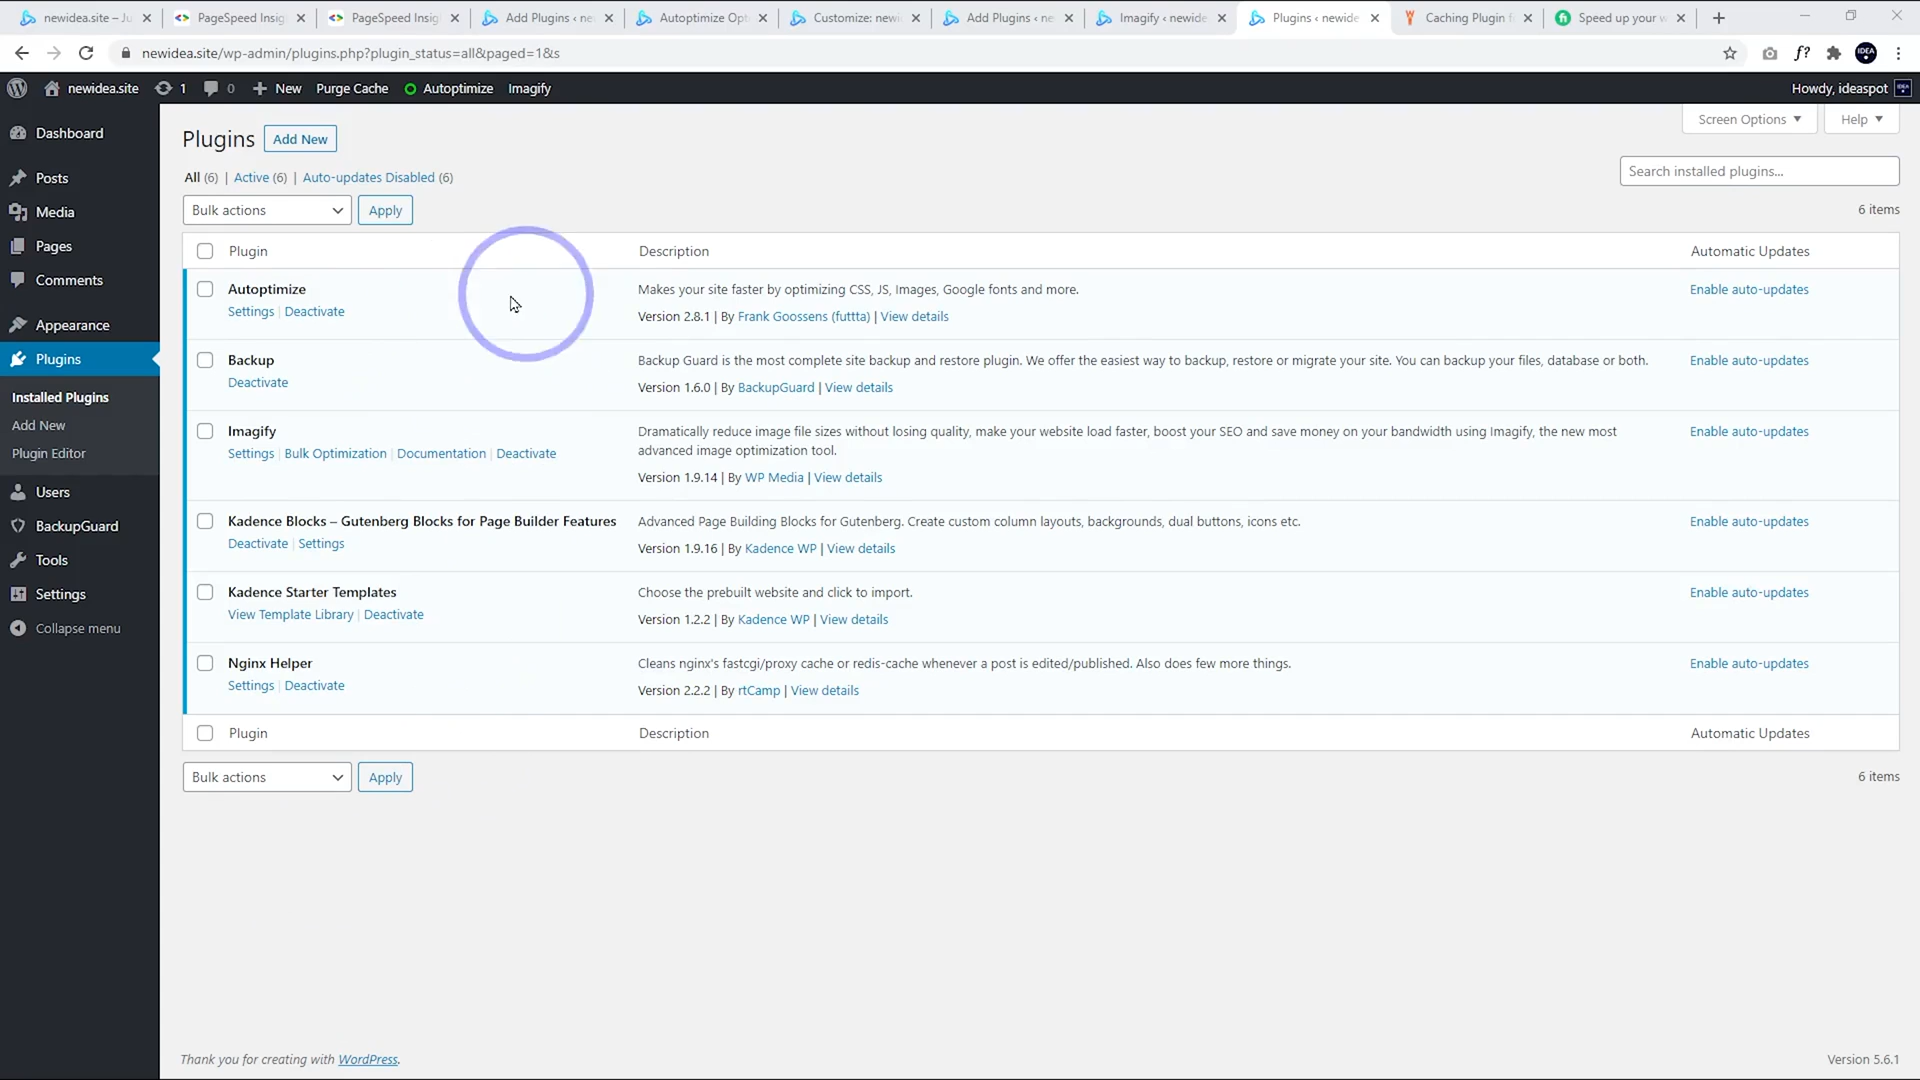 newidea.site – Ju
PageSpeed Insig
PageSpeed Insig
Add Plugins ‹ ne
Autoptimize Opt
Customize: newi
Add Plugins ‹ ne
Imagify ‹ newide
Plugins ‹ newide
Caching Plugin f
Speed up your w
newidea.site/wp-admin/plugins.php?plugin_status=all&paged=1&s
f?
IDEA
newidea.site
1
0
New
Purge Cache
Autoptimize
Imagify
Howdy, ideaspot
Dashboard
Posts
Media
Pages
Comments
Appearance
Plugins
Installed Plugins
Add New
Plugin Editor
Users
BackupGuard
Tools
Settings
Collapse menu
Screen Options
Help
Plugins Add New
All (6) | Active (6) | Auto-updates Disabled (6)
Search installed plugins...
Bulk actions Apply
6 items
Plugin Description Automatic Updates
Autoptimize
Settings | Deactivate
Makes your site faster by optimizing CSS, JS, Images, Google fonts and more.
Version 2.8.1 | By Frank Goossens (futtta) | View details
Enable auto-updates
Backup
Deactivate
Backup Guard is the most complete site backup and restore plugin. We offer the easiest way to backup, restore or migrate your site. You can backup your files, database or both.
Version 1.6.0 | By BackupGuard | View details
Enable auto-updates
Imagify
Settings | Bulk Optimization | Documentation | Deactivate
Dramatically reduce image file sizes without losing quality, make your website load faster, boost your SEO and save money on your bandwidth using Imagify, the new most
advanced image optimization tool.
Version 1.9.14 | By WP Media | View details
Enable auto-updates
Kadence Blocks – Gutenberg Blocks for Page Builder Features
Deactivate | Settings
Advanced Page Building Blocks for Gutenberg. Create custom column layouts, backgrounds, dual buttons, icons etc.
Version 1.9.16 | By Kadence WP | View details
Enable auto-updates
Kadence Starter Templates
View Template Library | Deactivate
Choose the prebuilt website and click to import.
Version 1.2.2 | By Kadence WP | View details
Enable auto-updates
Nginx Helper
Settings | Deactivate
Cleans nginx's fastcgi/proxy cache or redis-cache whenever a post is edited/published. Also does few more things.
Version 2.2.2 | By rtCamp | View details
Enable auto-updates
Plugin Description Automatic Updates
Bulk actions Apply
6 items
Thank you for creating with WordPress.
Version 5.6.1